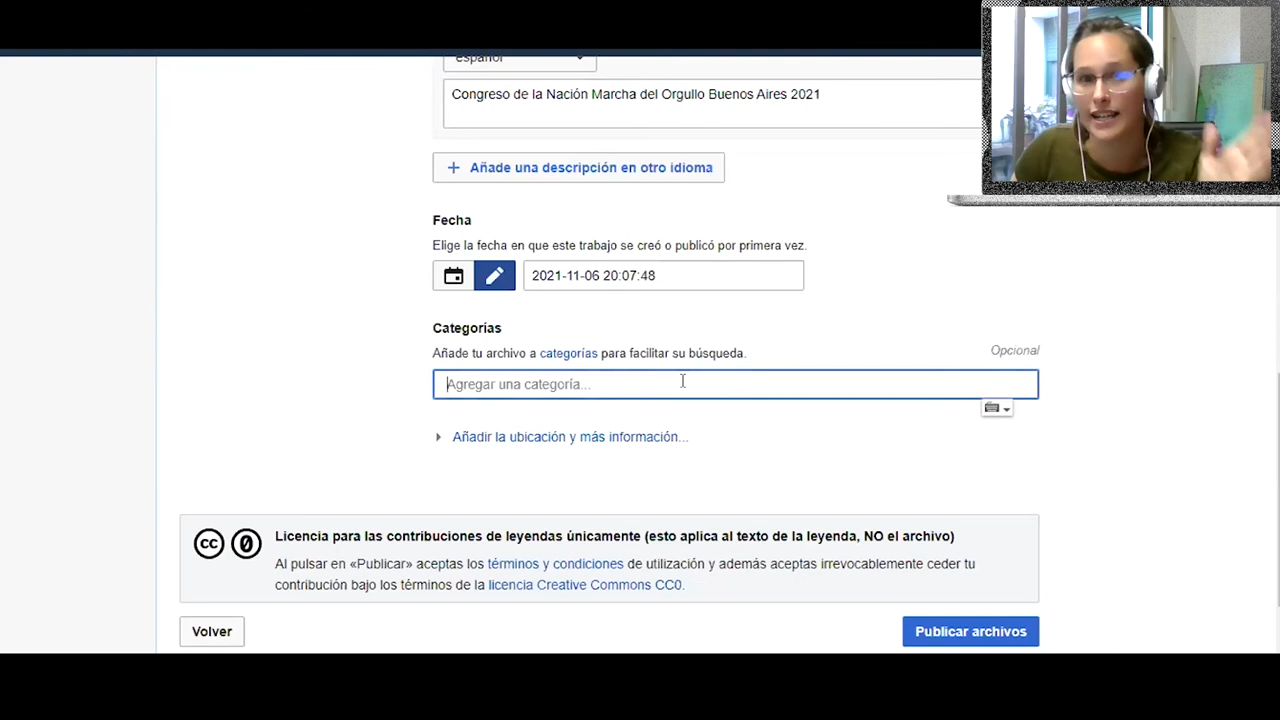 español
Congreso de la Nación Marcha del Orgullo Buenos Aires 2021
+ Añade una descripción en otro idioma
Fecha
Elige la fecha en que este trabajo se creó o publicó por primera vez.
2021-11-06 20:07:48
Categorías
Añade tu archivo a categorías para facilitar su búsqueda.
Opcional
Agregar una categoría...
Añadir la ubicación y más información...
cc 0
Licencia para las contribuciones de leyendas únicamente (esto aplica al texto de la leyenda, NO el archivo)
Al pulsar en «Publicar» aceptas los términos y condiciones de utilización y además aceptas irrevocablemente ceder tu
contribución bajo los términos de la licencia Creative Commons CC0.
Volver
Publicar archivos